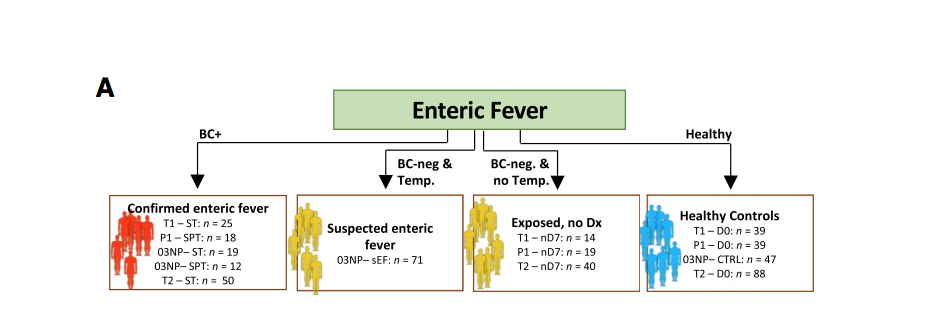 A
Enteric Fever
BC+
Healthy
BC-neg &
Temp.
BC-neg. &
no Temp.
Confirmed enteric fever
T1 – ST: n = 25
P1 – SPT: n = 18
03NP– ST: n = 19
03NP– SPT: n = 12
T2 – ST: n = 50
Suspected enteric
fever
03NP– sEF: n = 71
Exposed, no Dx
T1 – nD7: n = 14
P1 – nD7: n = 19
T2 – nD7: n = 40
Healthy Controls
T1 – D0: n = 39
P1 – D0: n = 39
03NP– CTRL: n = 47
T2 – D0: n = 88